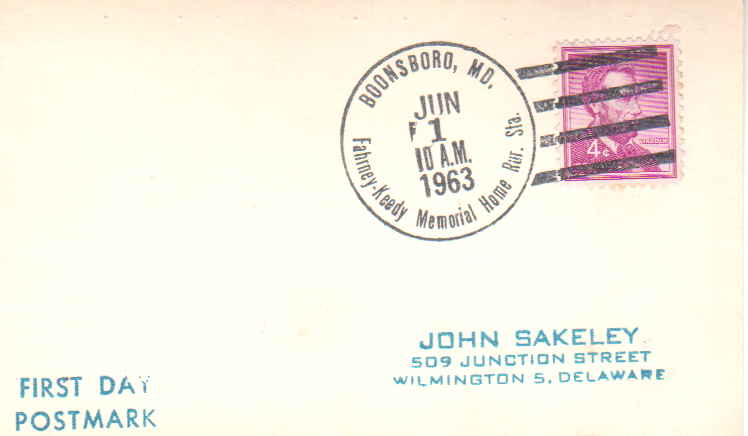 BOONSBORO, MD.
JUN
1
10 A.M.
1963
Fahrney-Keedy Memorial Home Rur. Sta.
4¢
LINCOLN
JOHN SAKELEY
509 JUNCTION STREET
WILMINGTON 5, DELAWARE
FIRST DAY
POSTMARK